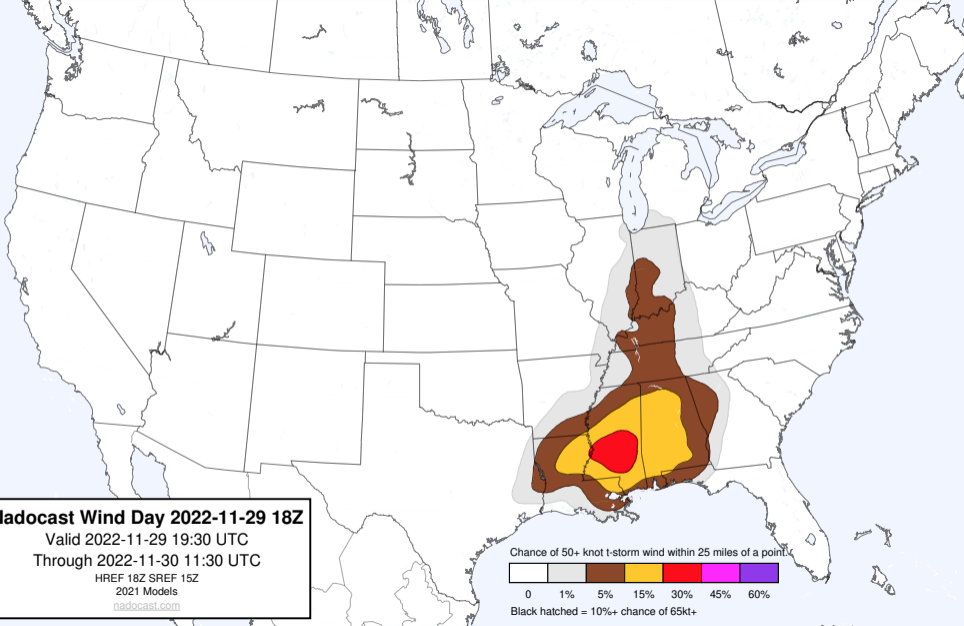 Nadocast Wind Day 2022-11-29 18Z
Valid 2022-11-29 19:30 UTC
Through 2022-11-30 11:30 UTC
HREF 18Z SREF 15Z
2021 Models
nadocast.com
Chance of 50+ knot t-storm wind within 25 miles of a point.
0 1% 5% 15% 30% 45% 60%
Black hatched = 10%+ chance of 65kt+